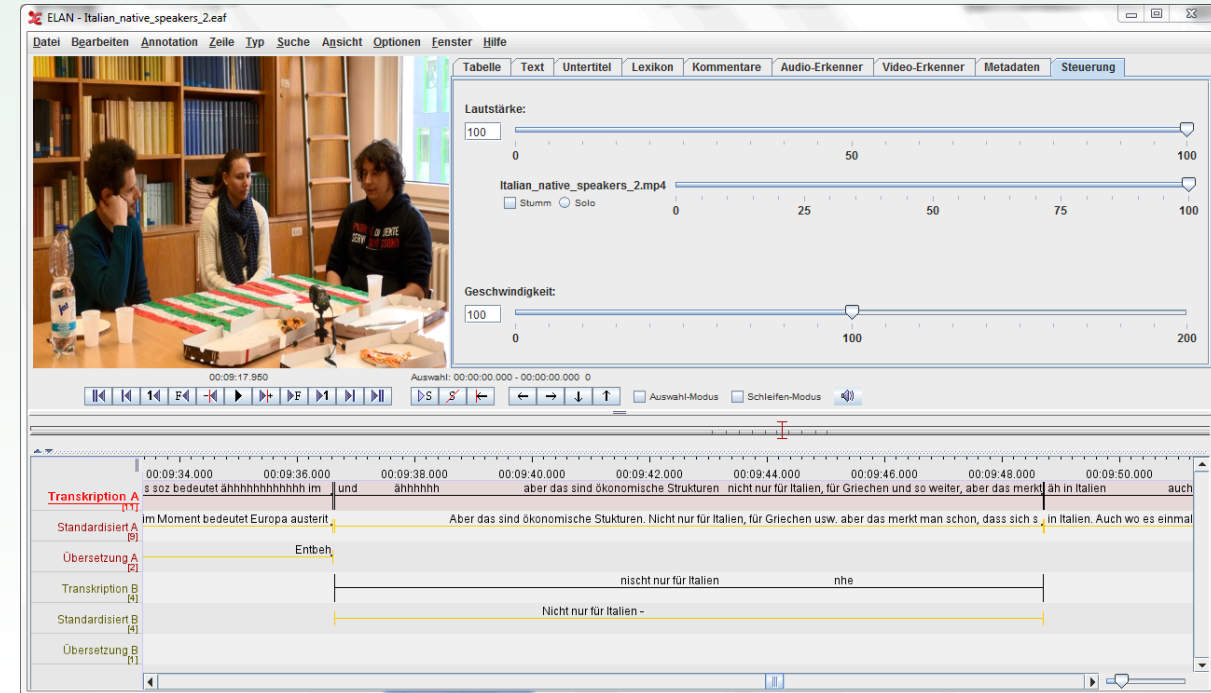 ELAN - Italian_native_speakers_2.eaf
Datei Bearbeiten Annotation Zeile Typ Suche Ansicht Optionen Fenster Hilfe
Tabelle Text Untertitel Lexikon Kommentare Audio-Erkenner Video-Erkenner Metadaten Steuerung
Lautstärke:
100
0 50 100
Italian_native_speakers_2.mp4
Stumm Solo
0 25 50 75 100
Geschwindigkeit:
100
0 100 200
00:09:17.950 Auswahl: 00:00:00.000 - 00:00:00.000 0
Auswahl-Modus Schleifen-Modus
00:09:34.000 00:09:36.000 00:09:38.000 00:09:40.000 00:09:42.000 00:09:44.000 00:09:46.000 00:09:48.000 00:09:50.000
Transkription A s soz bedeutet ähhhhhhhhhhhh im und ähhhhhh aber das sind ökonomische Strukturen nicht nur für Italien, für Griechen und so weiter, aber das merkt äh in Italien auch
[11]
Standardisiert A im Moment bedeutet Europa austerit Aber das sind ökonomische Stukturen. Nicht nur für Italien, für Griechen usw. aber das merkt man schon, dass sich s in Italien. Auch wo es einmal
[9]
Übersetzung A Entbeh
[2]
Transkription B nischt nur für Italien nhe
[4]
Standardisiert B Nicht nur für Italien -
[4]
Übersetzung B
[1]